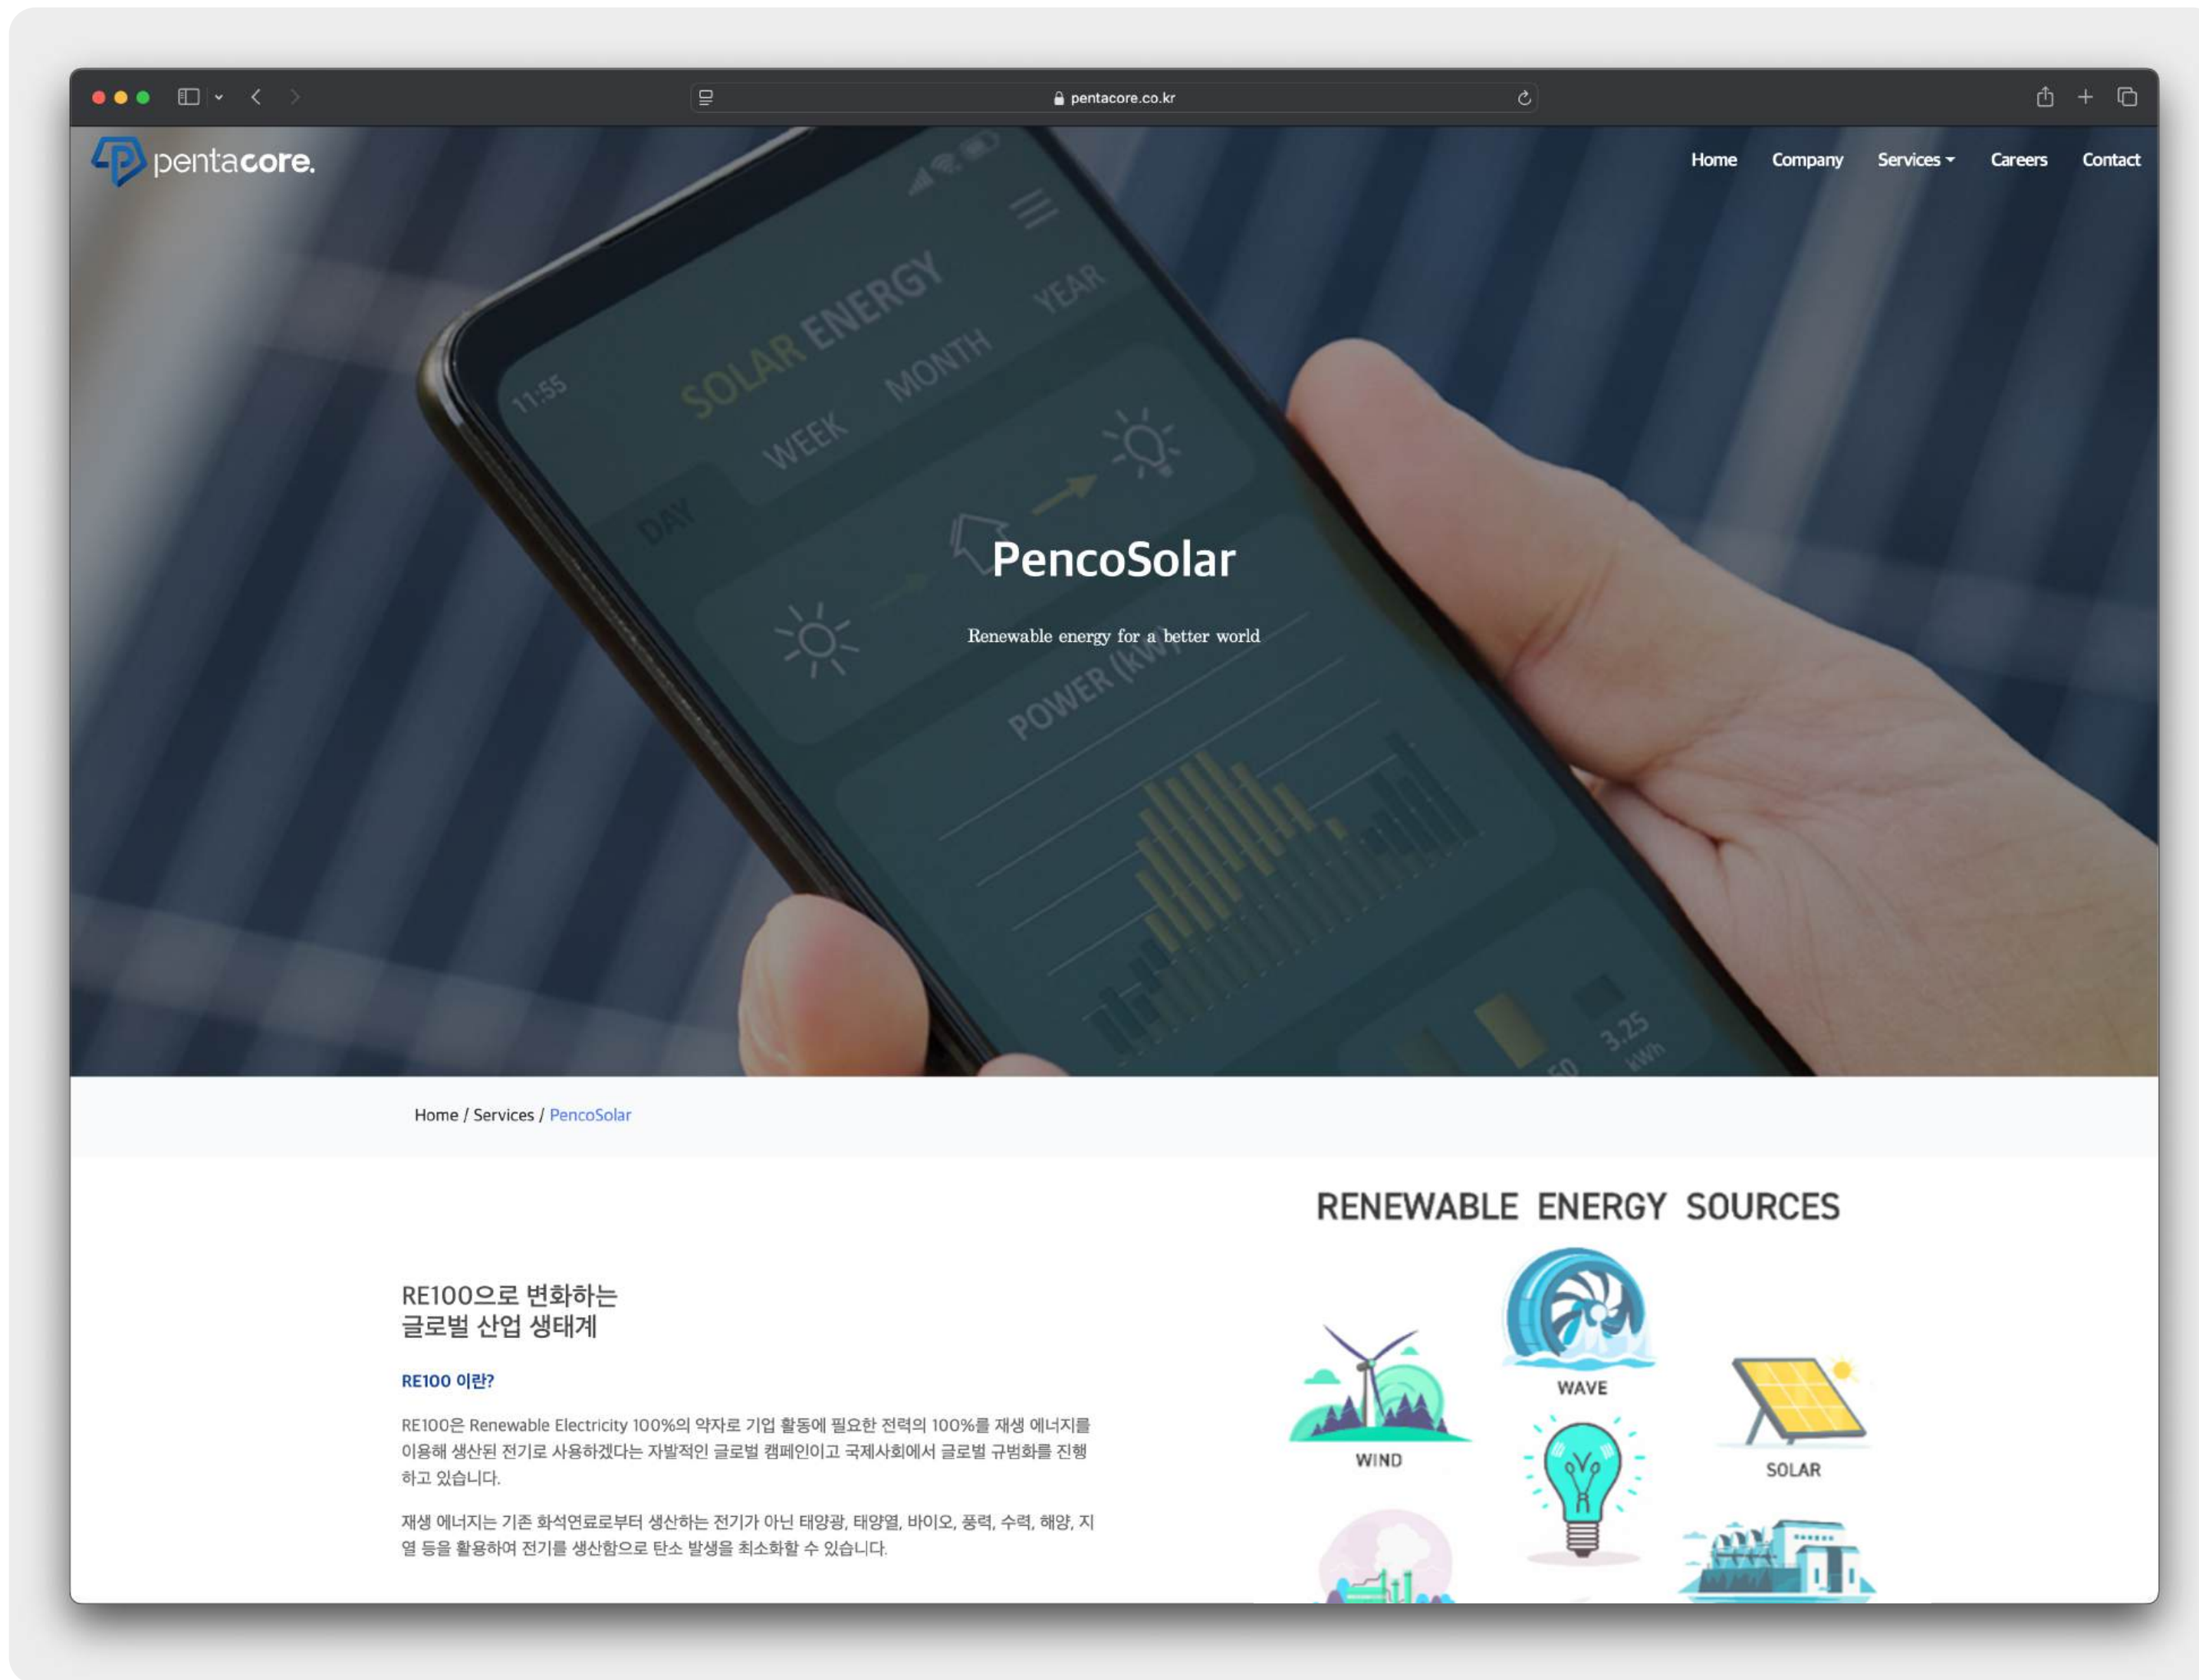 pentacore.co.kr
pentacore.
Home Company Services Careers Contact
11:55
SOLAR ENERGY
DAY WEEK MONTH YEAR
PencoSolar
Renewable energy for a better world
POWER (kW)
50
3.25
kWh
Home / Services / PencoSolar
RE100으로 변화하는
글로벌 산업 생태계
RE100 이란?
RE100은 Renewable Electricity 100%의 약자로 기업 활동에 필요한 전력의 100%를 재생 에너지를
이용해 생산된 전기로 사용하겠다는 자발적인 글로벌 캠페인이고 국제사회에서 글로벌 규범화를 진행
하고 있습니다.
재생 에너지는 기존 화석연료로부터 생산하는 전기가 아닌 태양광, 태양열, 바이오, 풍력, 수력, 해양, 지
열 등을 활용하여 전기를 생산함으로 탄소 발생을 최소화할 수 있습니다.
RENEWABLE ENERGY SOURCES
WAVE
WIND
SOLAR